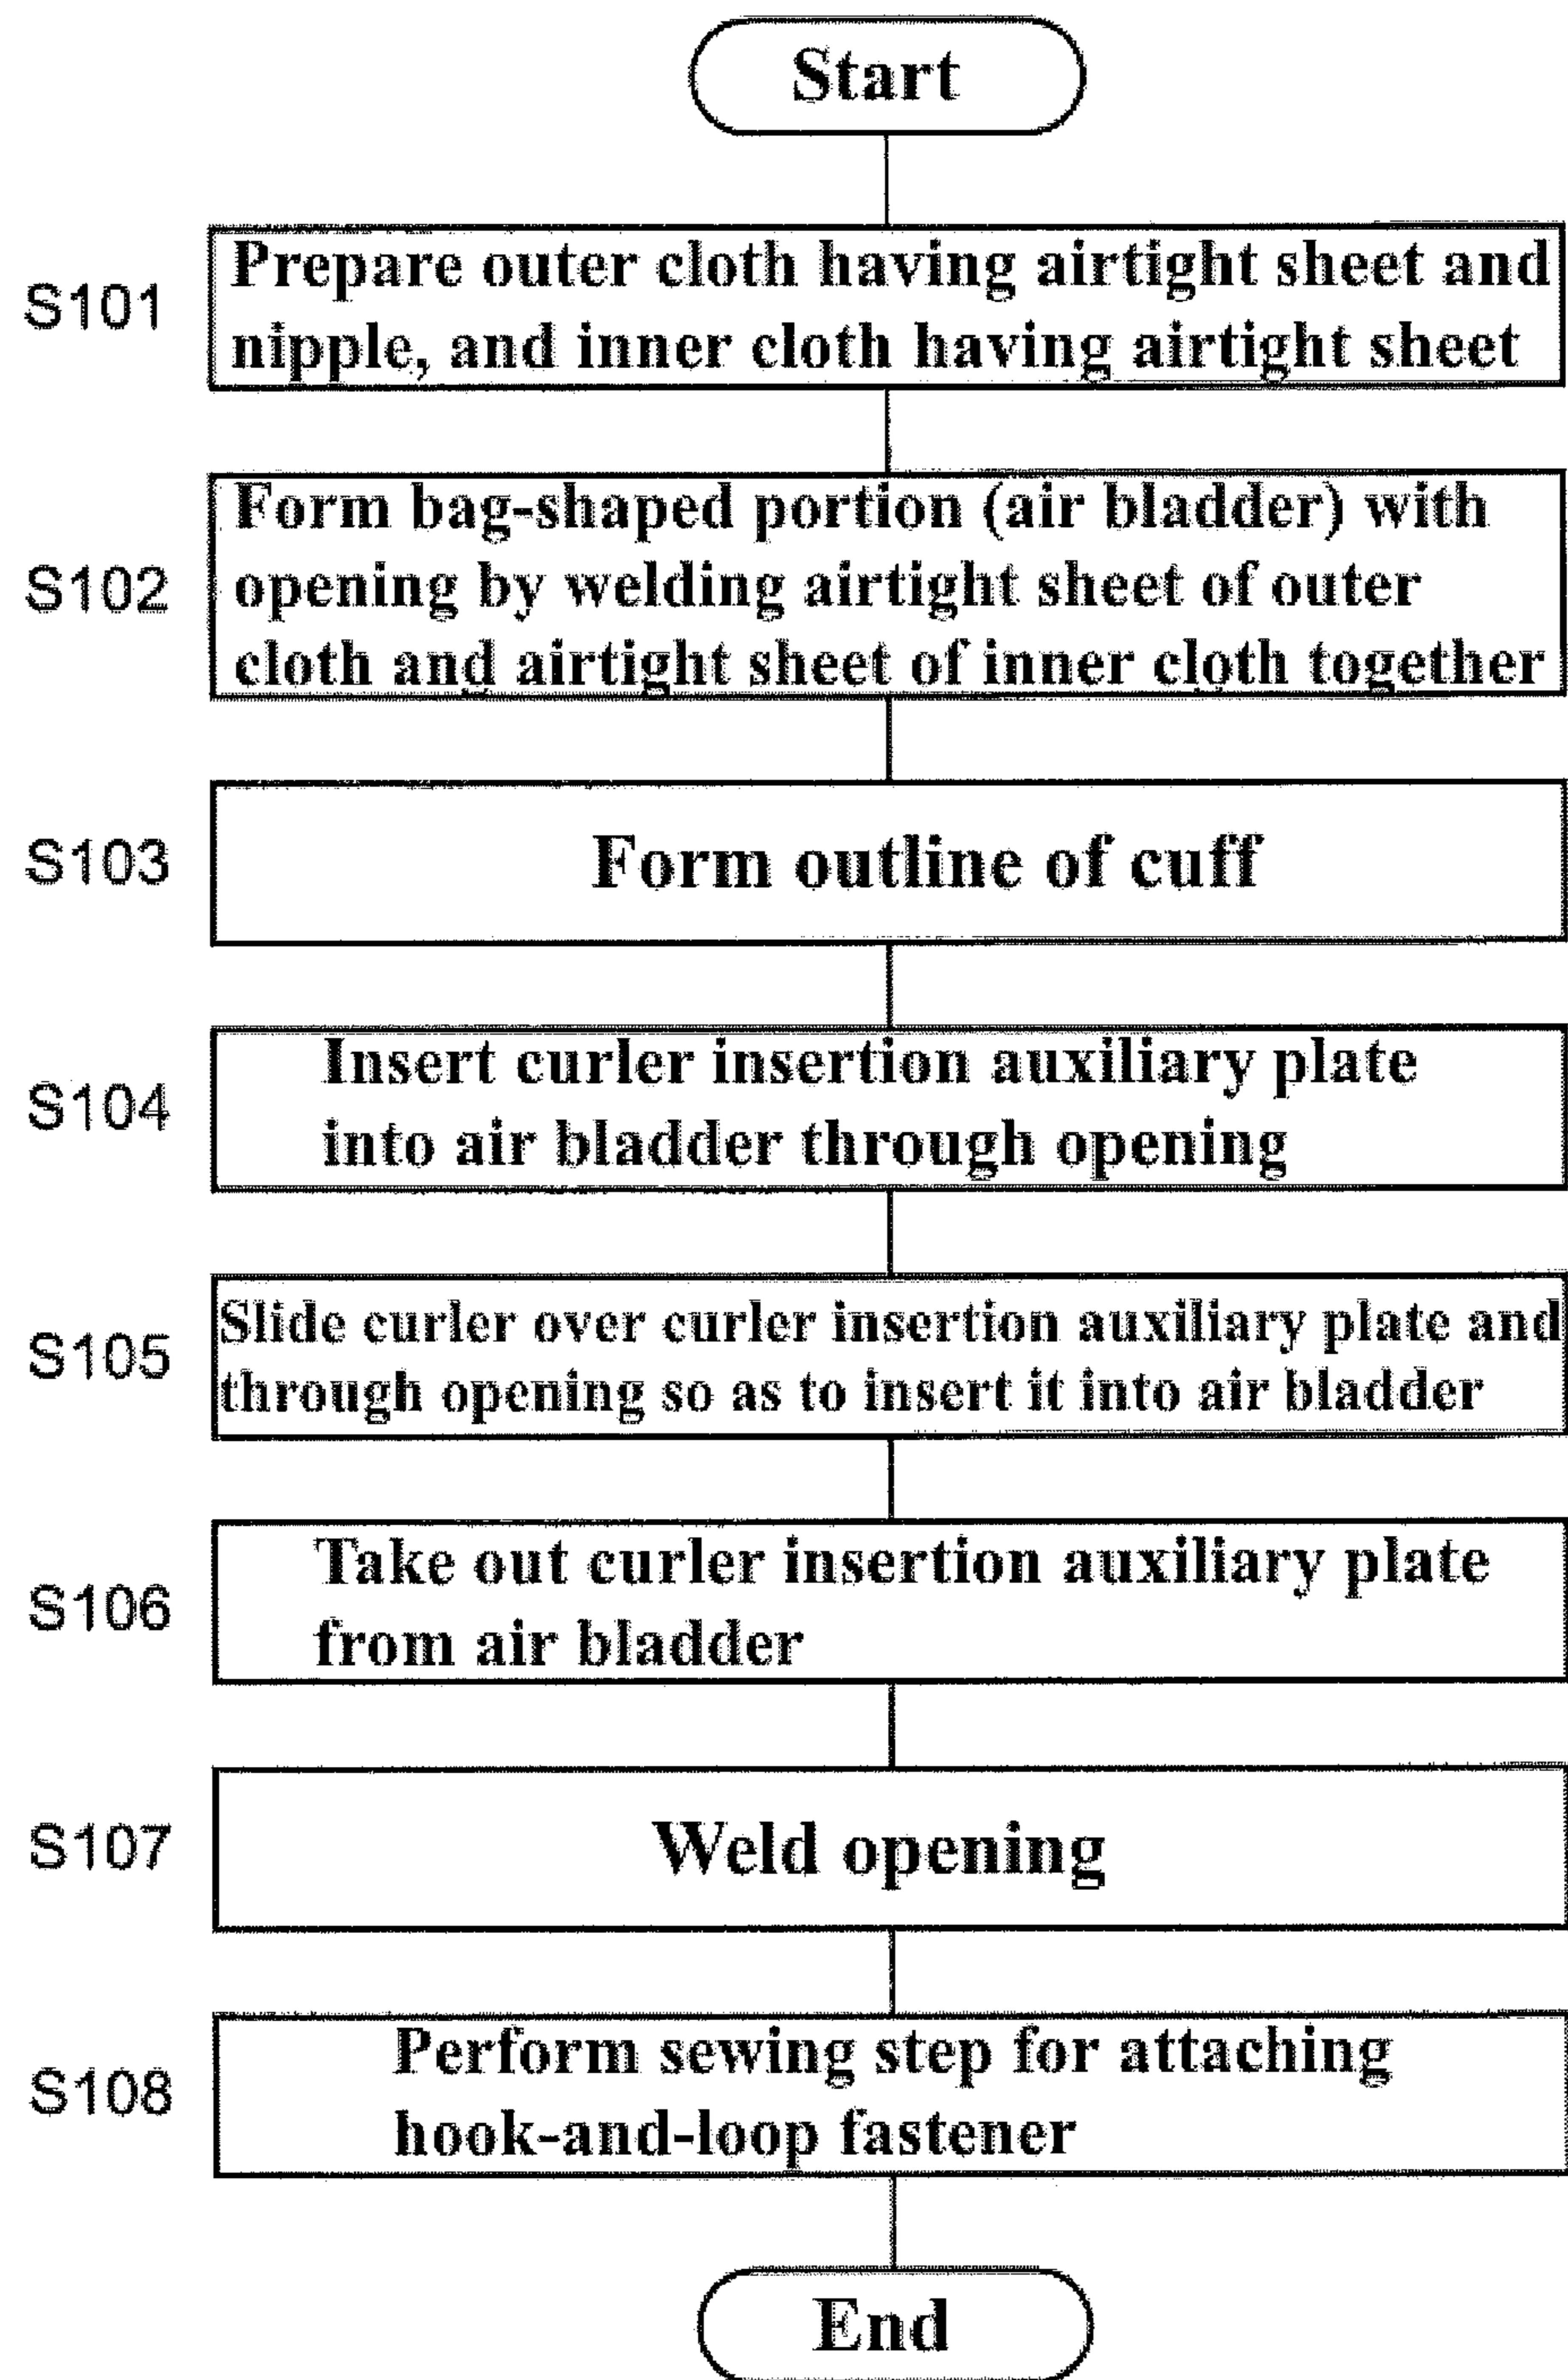 Start
S101
Prepare outer cloth having airtight sheet and
nipple, and inner cloth having airtight sheet
S102
Form bag-shaped portion (air bladder) with
opening by welding airtight sheet of outer
cloth and airtight sheet of inner cloth together
S103
Form outline of cuff
S104
Insert curler insertion auxiliary plate
into air bladder through opening
S105
Slide curler over curler insertion auxiliary plate and
through opening so as to insert it into air bladder
S106
Take out curler insertion auxiliary plate
from air bladder
S107
Weld opening
S108
Perform sewing step for attaching
hook-and-loop fastener
End